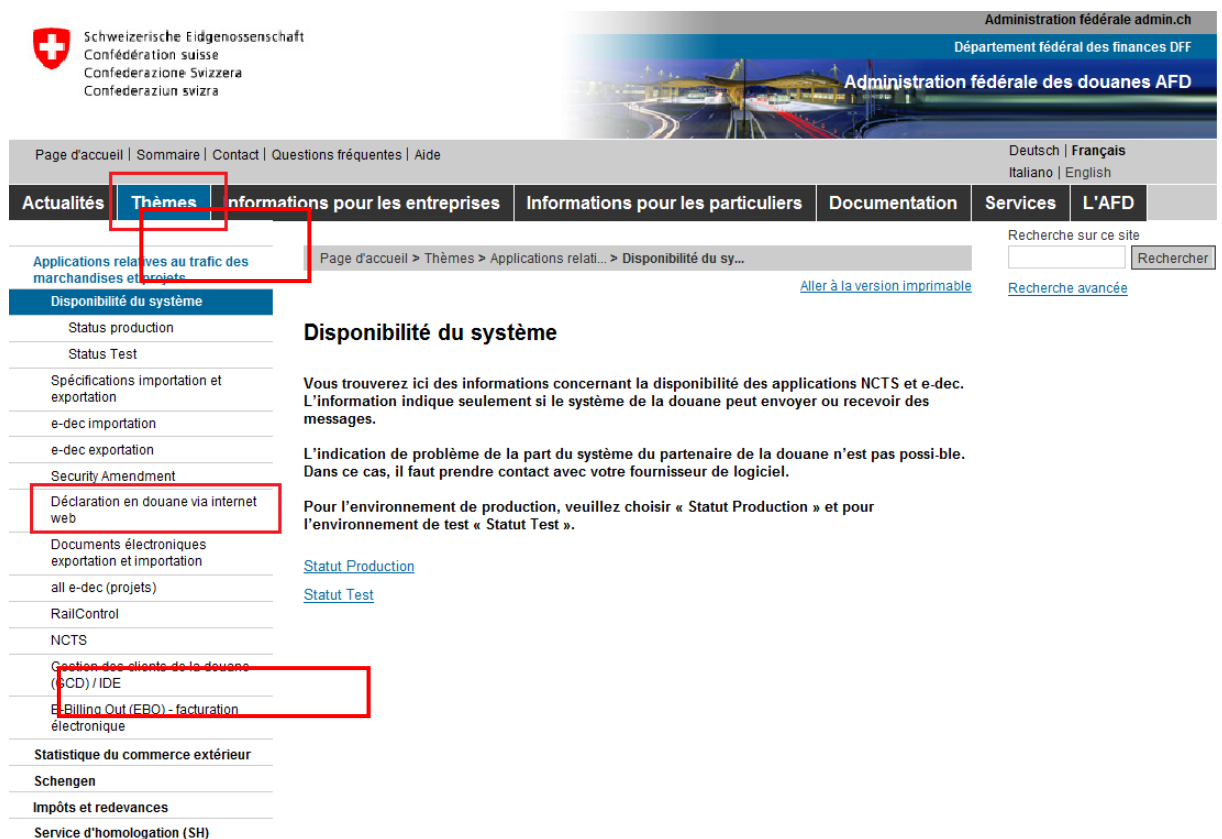 Schweizerische Eidgenossenschaft
Confédération suisse
Confederazione Svizzera
Confederaziun svizra
Administration fédérale admin.ch
Département fédéral des finances DFF
Administration fédérale des douanes AFD
Page d'accueil | Sommaire | Contact | Questions fréquentes | Aide
Deutsch | Français
Italiano | English
Actualités Thèmes Informations pour les entreprises Informations pour les particuliers Documentation Services L'AFD
Applications relatives au trafic des
marchandises et projets
Disponibilité du système
Status production
Status Test
Spécifications importation et
exportation
e-dec importation
e-dec exportation
Security Amendment
Déclaration en douane via internet
web
Documents électroniques
exportation et importation
all e-dec (projets)
RailControl
NCTS
Gestion des clients de la douane
(GCD) / IDE
E-Billing Out (EBO) - facturation
électronique
Statistique du commerce extérieur
Schengen
Impôts et redevances
Service d'homologation (SH)
Page d'accueil > Thèmes > Applications relati... > Disponibilité du sy...
Aller à la version imprimable
Disponibilité du système
Vous trouverez ici des informations concernant la disponibilité des applications NCTS et e-dec.
L'information indique seulement si le système de la douane peut envoyer ou recevoir des
messages.
L'indication de problème de la part du système du partenaire de la douane n'est pas possi-ble.
Dans ce cas, il faut prendre contact avec votre fournisseur de logiciel.
Pour l'environnement de production, veuillez choisir « Statut Production » et pour
l'environnement de test « Statut Test ».
Statut Production
Statut Test
Recherche sur ce site
Rechercher
Recherche avancée